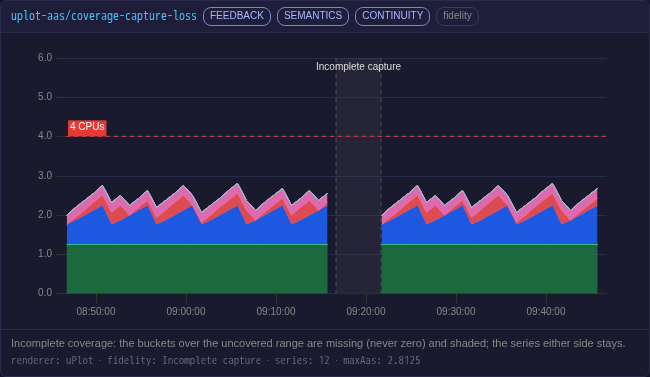 uplot-aas/coverage-capture-loss FEEDBACK SEMANTICS CONTINUITY fidelity
Incomplete capture
6.0
5.0
4 CPUs
4.0
3.0
2.0
1.0
0.0
08:50:00 09:00:00 09:10:00 09:20:00 09:30:00 09:40:00
Incomplete coverage: the buckets over the uncovered range are missing (never zero) and shaded; the series either side stays.
renderer: uPlot · fidelity: Incomplete capture · series: 12 · maxAas: 2.8125